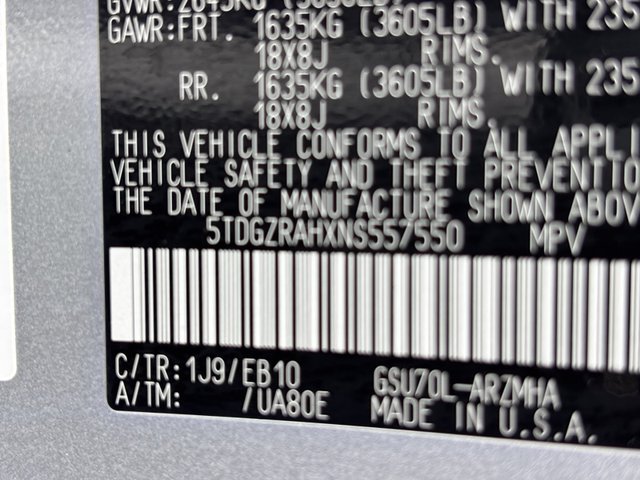 GAWR:FRT. 1635KG (3605LB) WITH 235
18X8J RIMS.
RR. 1635KG (3605LB) WITH 235
18X8J RIMS.
THIS VEHICLE CONFORMS TO ALL APPLI
VEHICLE SAFETY AND THEFT PREVENTION
THE DATE OF MANUFACTURE SHOWN ABOV
5TDGZRAHXNS557550 MPV
C/TR: 1J9/EB10 GSU70L-ARZMHA
A/TM: /UA80E MADE IN U.S.A.